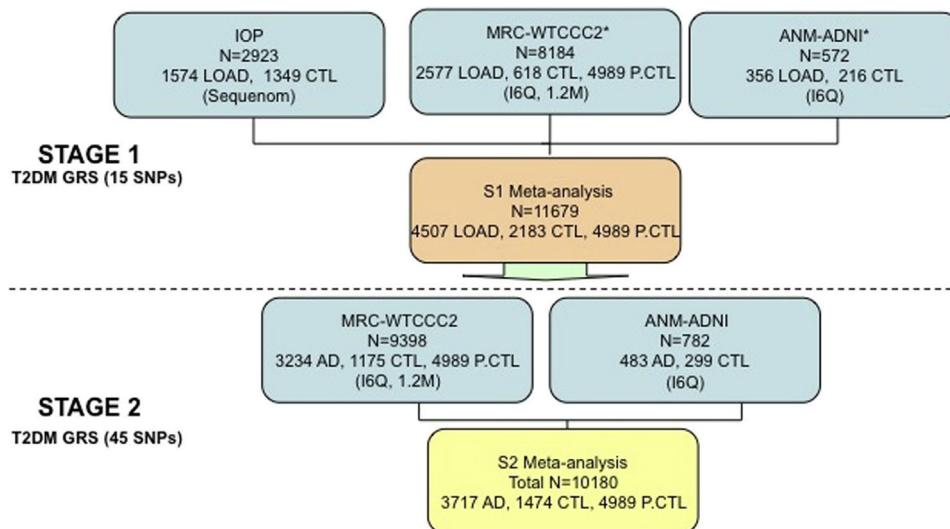 IOP
N=2923
1574 LOAD, 1349 CTL
(Sequenom)
MRC-WTCCC2*
N=8184
2577 LOAD, 618 CTL, 4989 P.CTL
(I6Q, 1.2M)
ANM-ADNI*
N=572
356 LOAD, 216 CTL
(I6Q)
STAGE 1
T2DM GRS (15 SNPs)
S1 Meta-analysis
N=11679
4507 LOAD, 2183 CTL, 4989 P.CTL
MRC-WTCCC2
N=9398
3234 AD, 1175 CTL, 4989 P.CTL
(I6Q, 1.2M)
ANM-ADNI
N=782
483 AD, 299 CTL
(I6Q)
STAGE 2
T2DM GRS (45 SNPs)
S2 Meta-analysis
Total N=10180
3717 AD, 1474 CTL, 4989 P.CTL